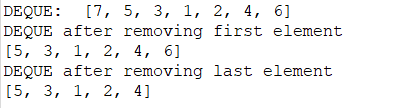 DEQUE:  [7, 5, 3, 1, 2, 4, 6]
DEQUE after removing first element
[5, 3, 1, 2, 4, 6]
DEQUE after removing last element
[5, 3, 1, 2, 4]